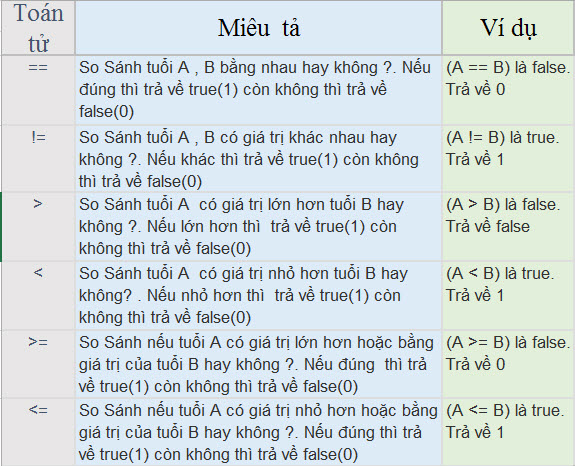 Toán tử
Miêu tả
Ví dụ
==
So Sánh tuổi A , B bằng nhau hay không ?. Nếu
đúng thì trả về true(1) còn không thì trả về
false(0)
(A == B) là false.
Trả về 0
!=
So Sánh tuổi A , B có giá trị khác nhau hay
không ?. Nếu khác thì trả về true(1) còn không
thì trả về false(0)
(A != B) là true.
Trả về 1
>
So Sánh tuổi A có giá trị lớn hơn tuổi B hay
không ?. Nếu lớn hơn thì trả về true(1) còn
không thì trả về false(0)
(A > B) là false.
Trả về false
<
So Sánh tuổi A có giá trị nhỏ hơn tuổi B hay
không? . Nếu nhỏ hơn thì trả về true(1) còn
không thì trả về false(0)
(A < B) là true.
Trả về 1
>=
So Sánh nếu tuổi A có giá trị lớn hơn hoặc bằng
giá trị của tuổi B hay không ?. Nếu đúng thì trả
về true(1) còn không thì trả về false(0)
(A >= B) là false.
Trả về 0
<=
So Sánh nếu tuổi A có giá trị nhỏ hơn hoặc bằng
giá trị của tuổi B hay không ?. Nếu đúng thì trả
về true(1) còn không thì trả về false(0)
(A <= B) là true.
Trả về 1